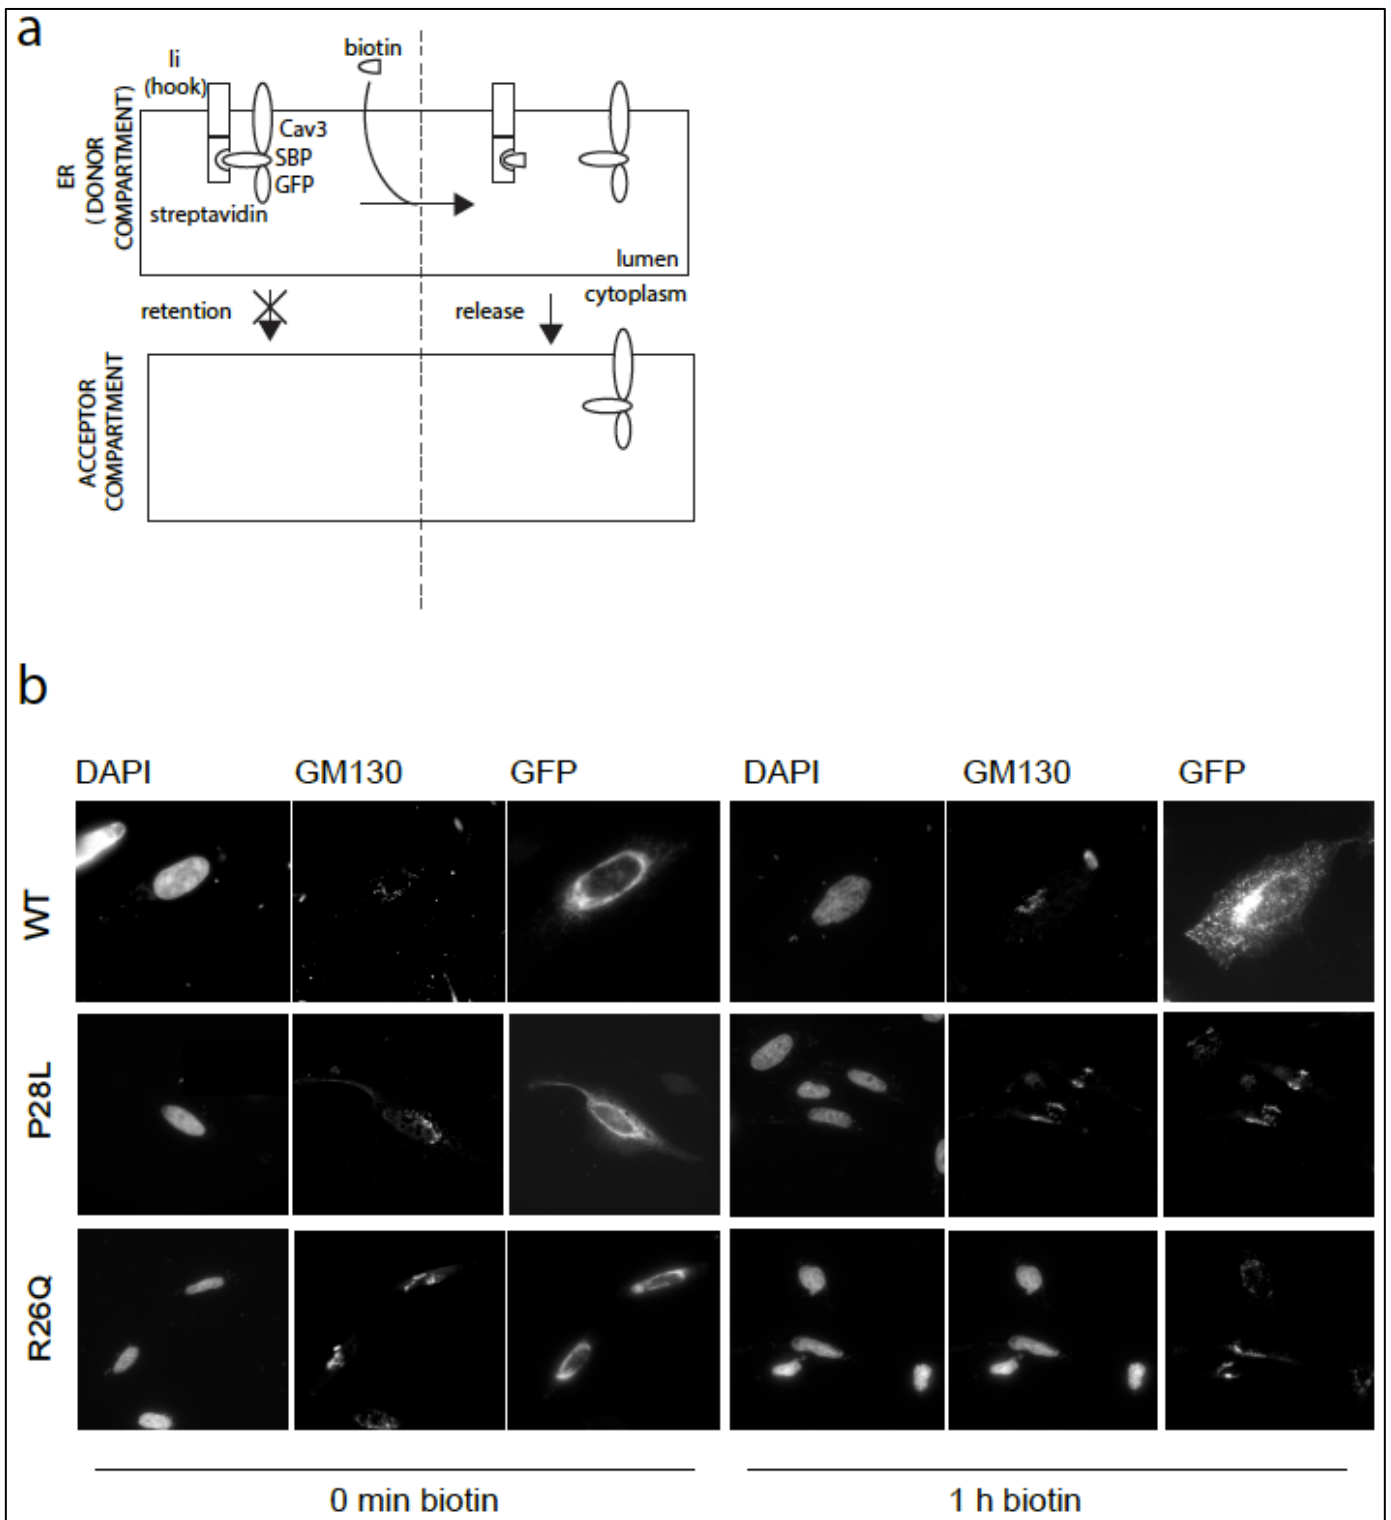 a
li
(hook)
biotin
Cav3
SBP
GFP
streptavidin
ER
( DONOR
COMPARTMENT)
lumen
cytoplasm
retention
release
ACCEPTOR
COMPARTMENT
b
DAPI GM130 GFP DAPI GM130 GFP
WT
P28L
R26Q
0 min biotin 1 h biotin